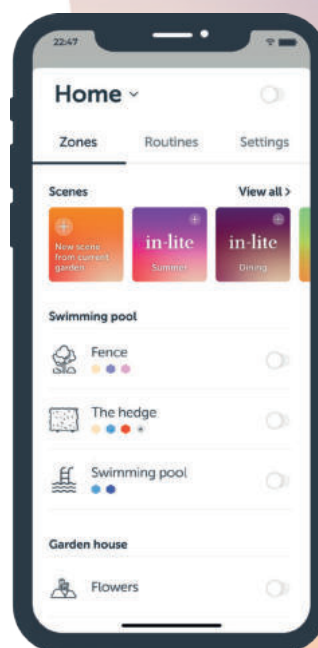 22:47
Home
Zones Routines Settings
Scenes View all >
New scene
from current
garden
in-lite
Summer
in-lite
Dining
Swimming pool
Fence
The hedge
Swimming pool
Garden house
Flowers